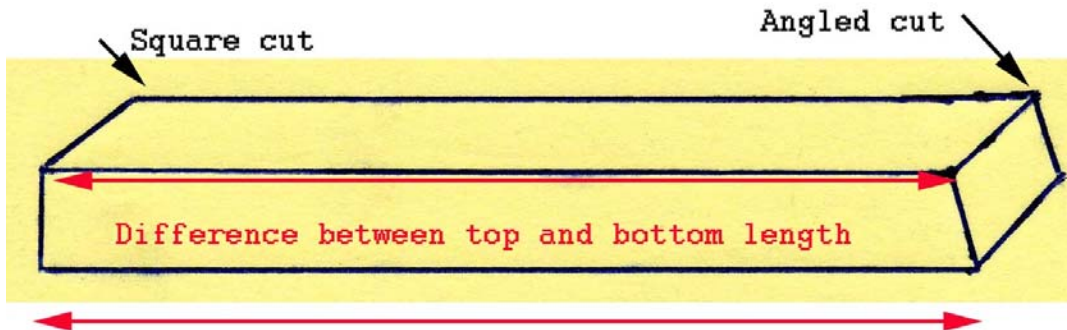 Square cut
Angled cut
Difference between top and bottom length